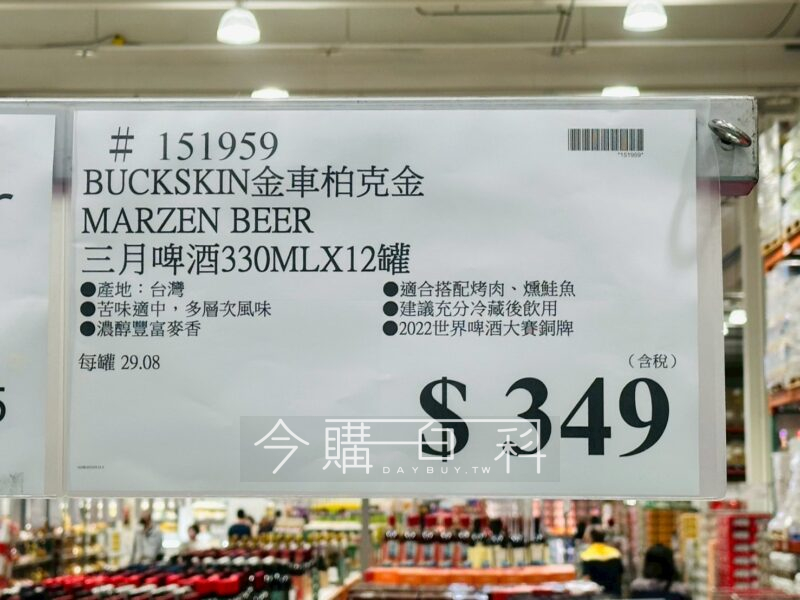 # 151959
*151959*
BUCKSKIN金車柏克金
MARZEN BEER
三月啤酒330MLX12罐
●產地：台灣
●苦味適中，多層次風味
●濃醇豐富麥香
●適合搭配烤肉、燻鮭魚
●建議充分冷藏後飲用
●2022世界啤酒大賽銅牌
每罐 29.08
（含稅）
$ 349
今購百科
DAYBUY.TW